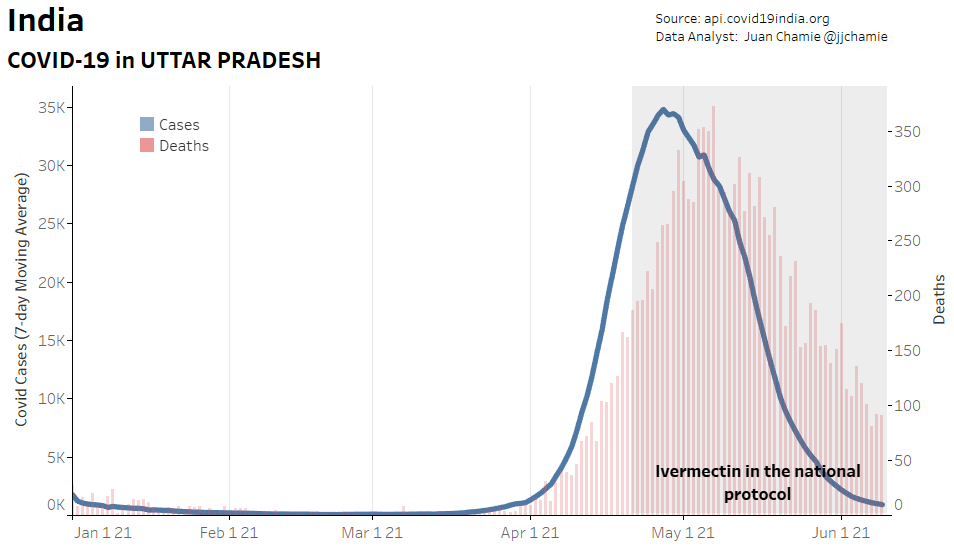 India
Source: api.covid19india.org
Data Analyst: Juan Chamie @jjchamie
COVID-19 in UTTAR PRADESH
Cases
Deaths
Covid Cases (7-day Moving Average)
35K
30K
25K
20K
15K
10K
5K
0K
350
300
250
200
150
100
50
0
Deaths
Ivermectin in the national
protocol
Jan 1 21
Feb 1 21
Mar 1 21
Apr 1 21
May 1 21
Jun 1 21